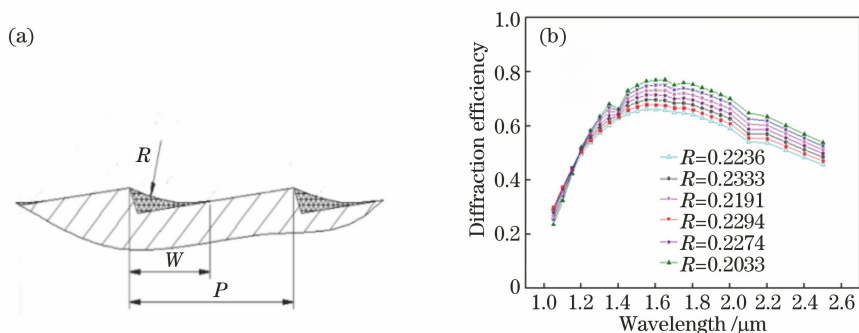 (a)
R
W
P
(b)
1.0
0.8
0.6
0.4
0.2
0
Diffraction efficiency
R=0.2236
R=0.2333
R=0.2191
R=0.2294
R=0.2274
R=0.2033
1.0 1.2 1.4 1.6 1.8 2.0 2.2 2.4 2.6
Wavelength /μm